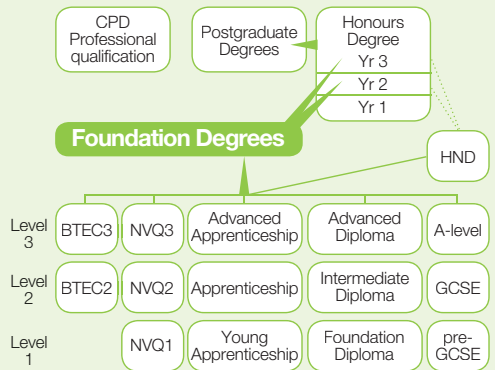 CPD
Professional
qualification
Postgraduate
Degrees
Honours
Degree
Yr 3
Yr 2
Yr 1
Foundation Degrees
HND
Level
3
BTEC3
NVQ3
Advanced
Apprenticeship
Advanced
Diploma
A-level
Level
2
BTEC2
NVQ2
Apprenticeship
Intermediate
Diploma
GCSE
Level
1
NVQ1
Young
Apprenticeship
Foundation
Diploma
pre-
GCSE